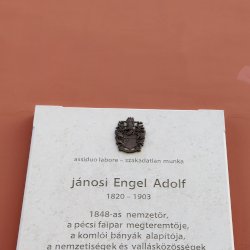 assiduo labore – szakadatlan munka
jánosi Engel Adolf
1820 – 1903
1848-as nemzetőr,
a pécsi faipar megteremtője,
a komlói bányák alapítója,
a nemzetiségek és vallásközösségek